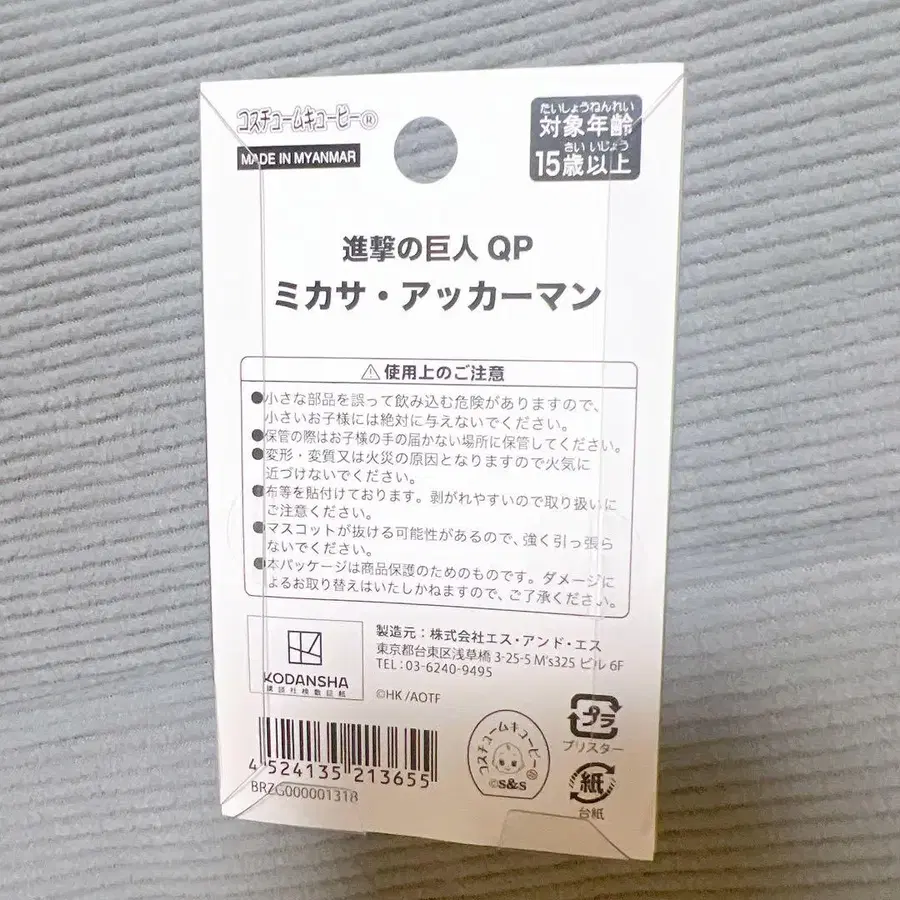 コスチュームキューピー®
MADE IN MYANMAR
たいしょうねんれい
対象年齢
さい いじょう
15歳以上
進撃の巨人 QP
ミカサ・アッカーマン
⚠使用上のご注意
●小さな部品を誤って飲み込む危険がありますので、
小さいお子様には絶対に与えないでください。
●保管の際はお子様の手の届かない場所に保管してください。
●変形・変質又は火災の原因となりますので火気に
近づけないでください。
●布等を貼付けております。剥がれやすいので取り扱いに
ご注意ください。
●マスコットが抜ける可能性があるので、強く引っ張ら
ないでください。
●本パッケージは商品保護のためのものです。ダメージに
よるお取り替えはいたしかねますので、ご了承ください。
KODANSHA
講談社検数証紙
製造元:株式会社エス・アンド・エス
東京都台東区浅草橋 3-25-5 M's325 ビル 6F
TEL:03-6240-9495
©HK/AOTF
4 524135 213655
BRZG000001318
コスチュームキューピー®
©S&S
プラ
ブリスター
紙
台紙